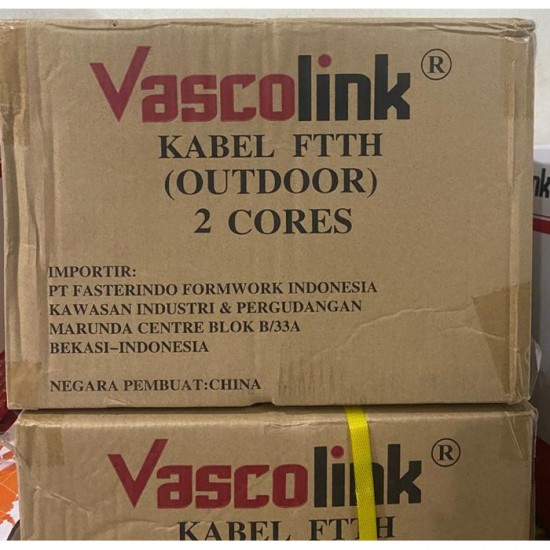 Vascolink®
KABEL FTTH
(OUTDOOR)
2 CORES
IMPORTIR:
PT FASTERINDO FORMWORK INDONESIA
KAWASAN INDUSTRI & PERGUDANGAN
MARUNDA CENTRE BLOK B/33A
BEKASI-INDONESIA
NEGARA PEMBUAT:CHINA
Vascolink®
KABEL FTTH